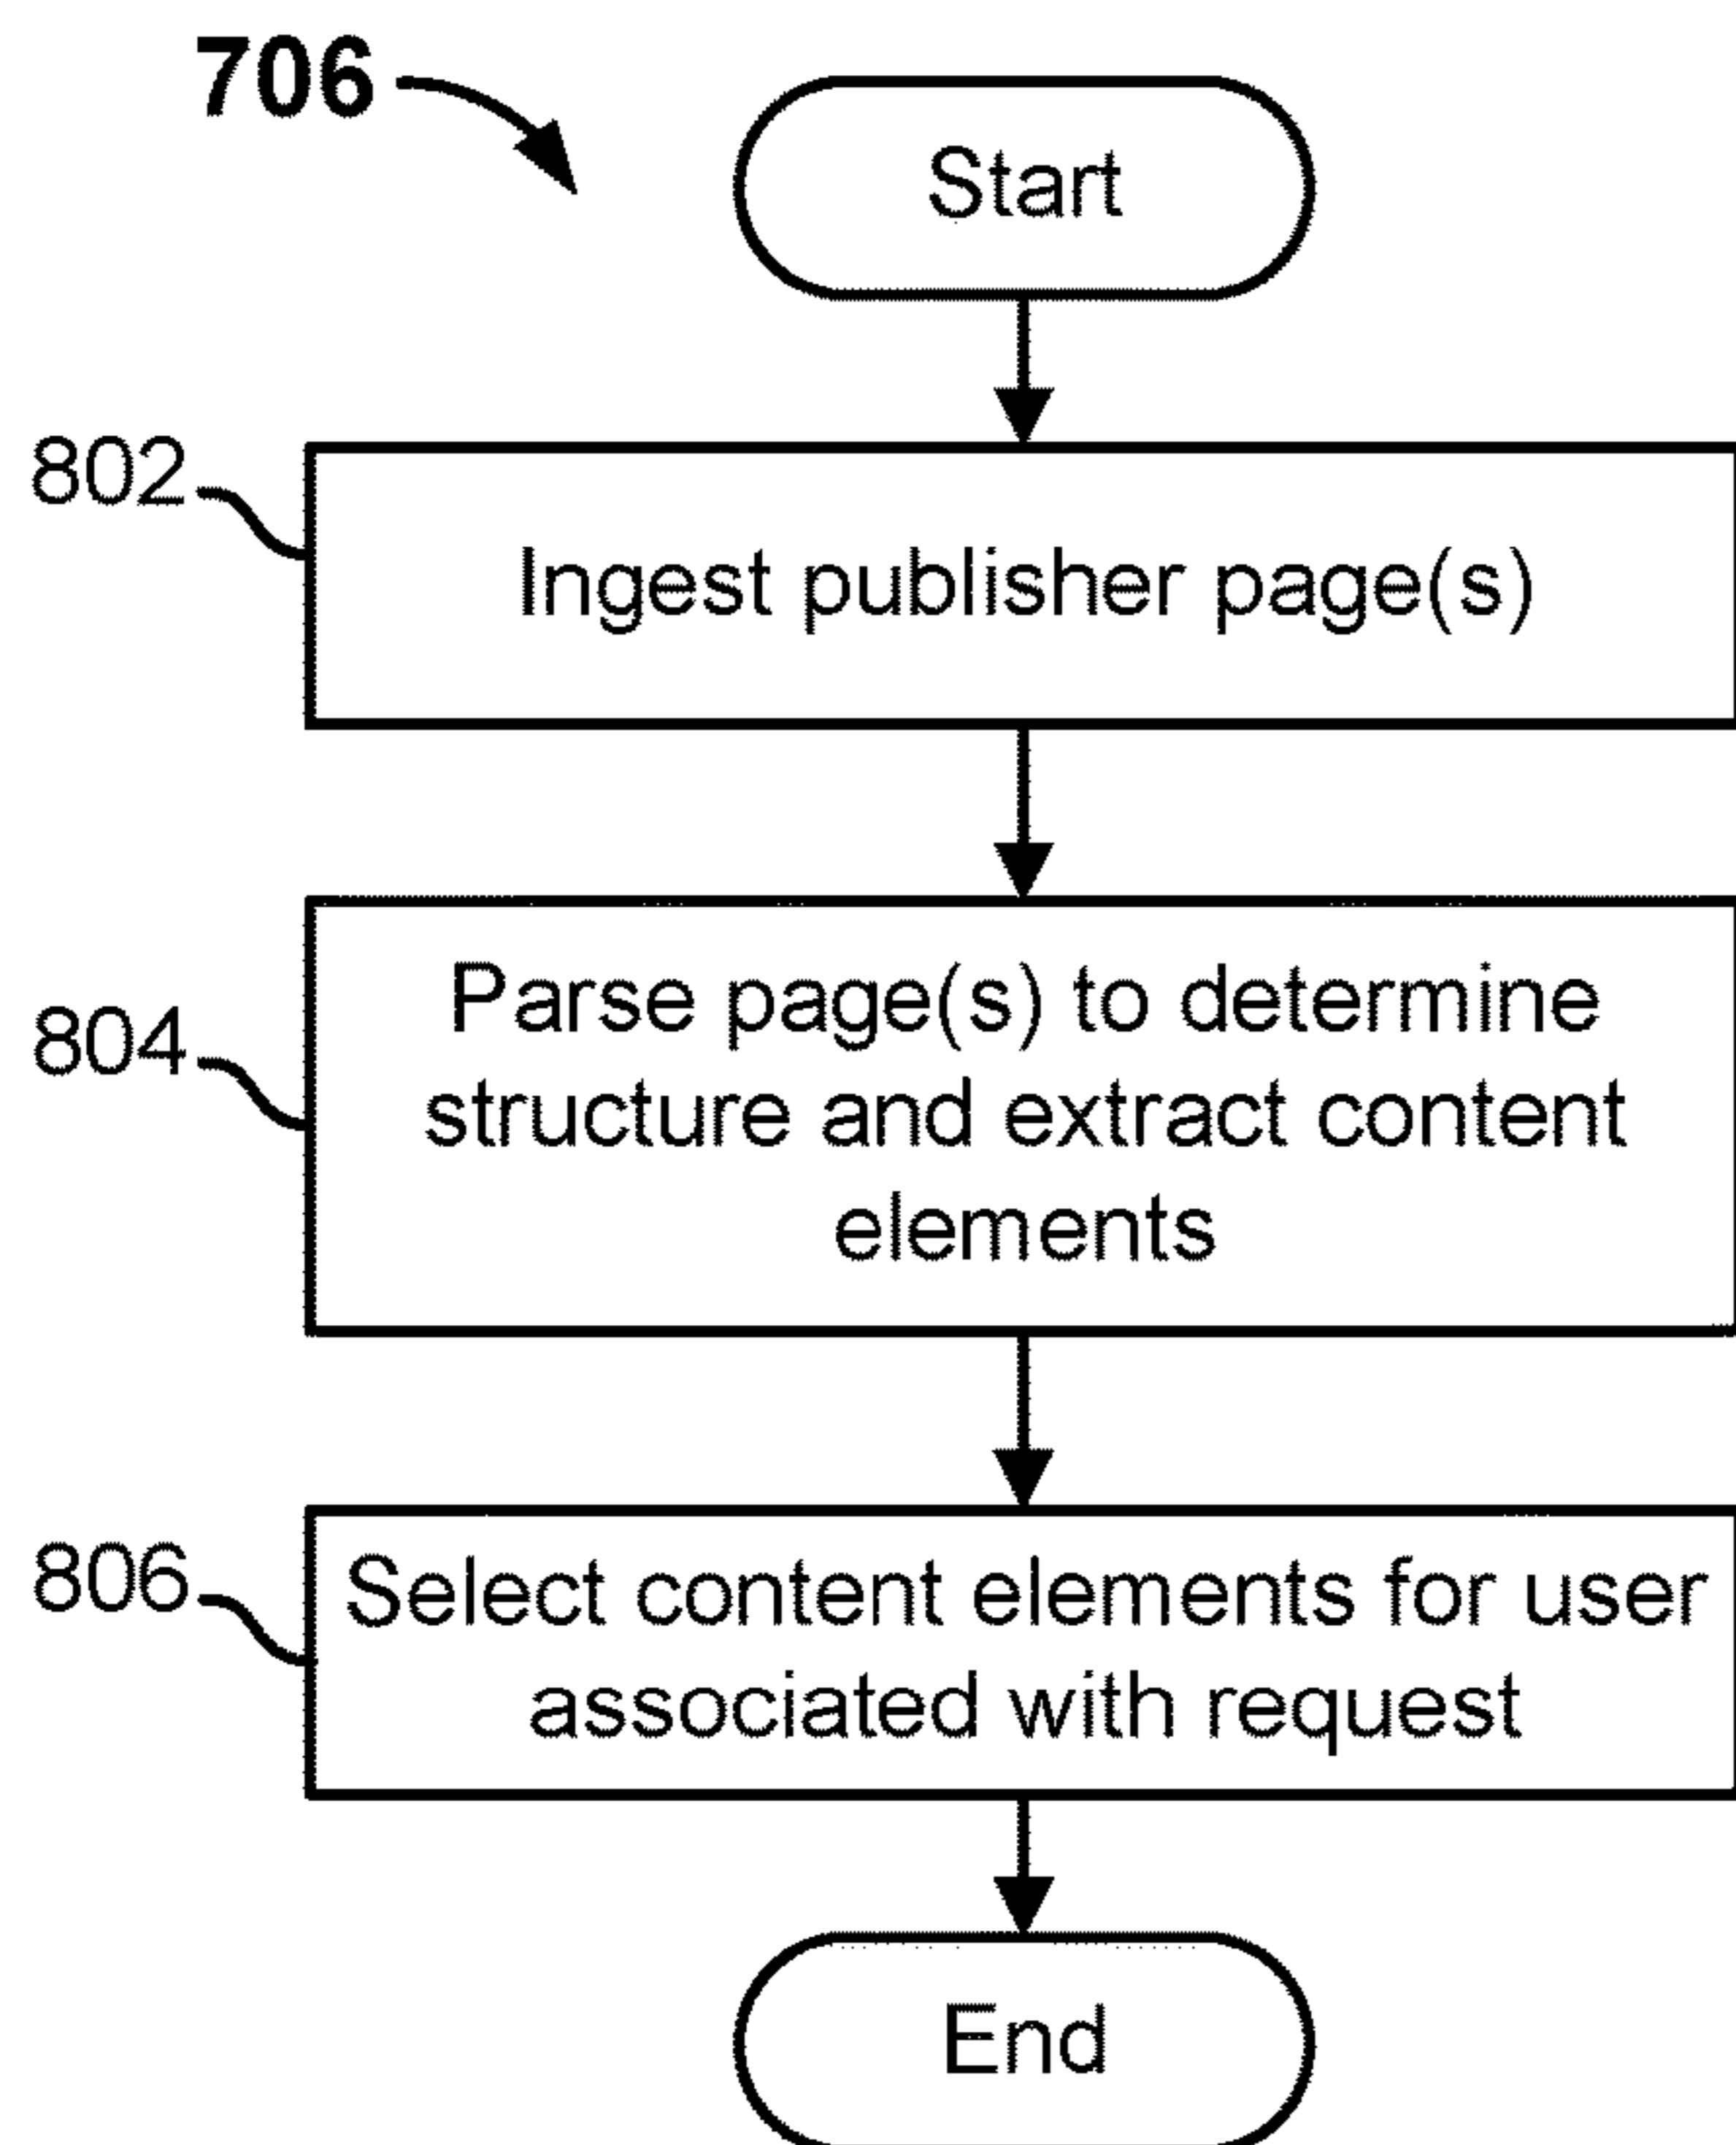 706
Start
802
Ingest publisher page(s)
804
Parse page(s) to determine
structure and extract content
elements
806
Select content elements for user
associated with request
End